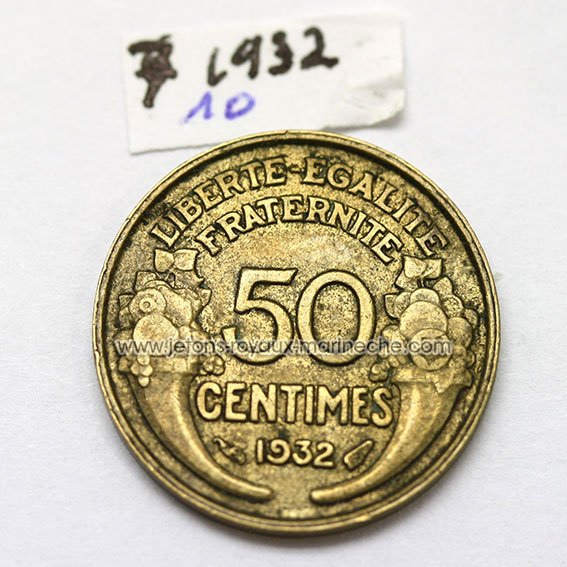 1932
10
LIBERTE-EGALITE
FRATERNITE
50
www.jetons-royaux-marineche.com
CENTIMES
1932